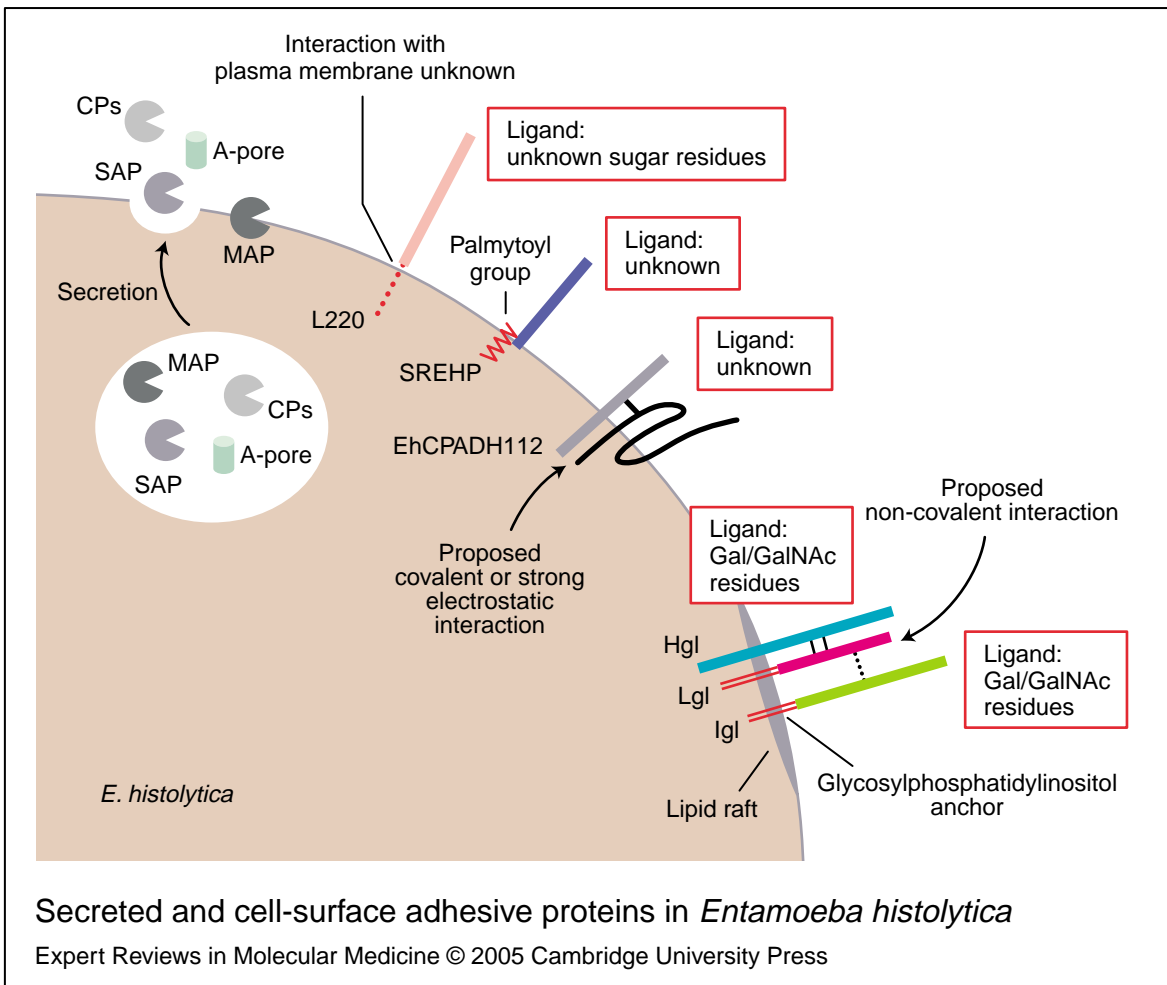 Interaction with
plasma membrane unknown
CPs
A-pore
SAP
MAP
Secretion
MAP
CPs
SAP
A-pore
Ligand:
unknown sugar residues
L220
Palmytoyl
group
SREHP
Ligand:
unknown
Ligand:
unknown
EhCPADH112
Proposed
covalent or strong
electrostatic
interaction
Ligand:
Gal/GalNAc
residues
Proposed
non-covalent interaction
Hgl
Lgl
Igl
Ligand:
Gal/GalNAc
residues
Lipid raft
Glycosylphosphatidylinositol
anchor
E. histolytica
Secreted and cell-surface adhesive proteins in Entamoeba histolytica
Expert Reviews in Molecular Medicine © 2005 Cambridge University Press